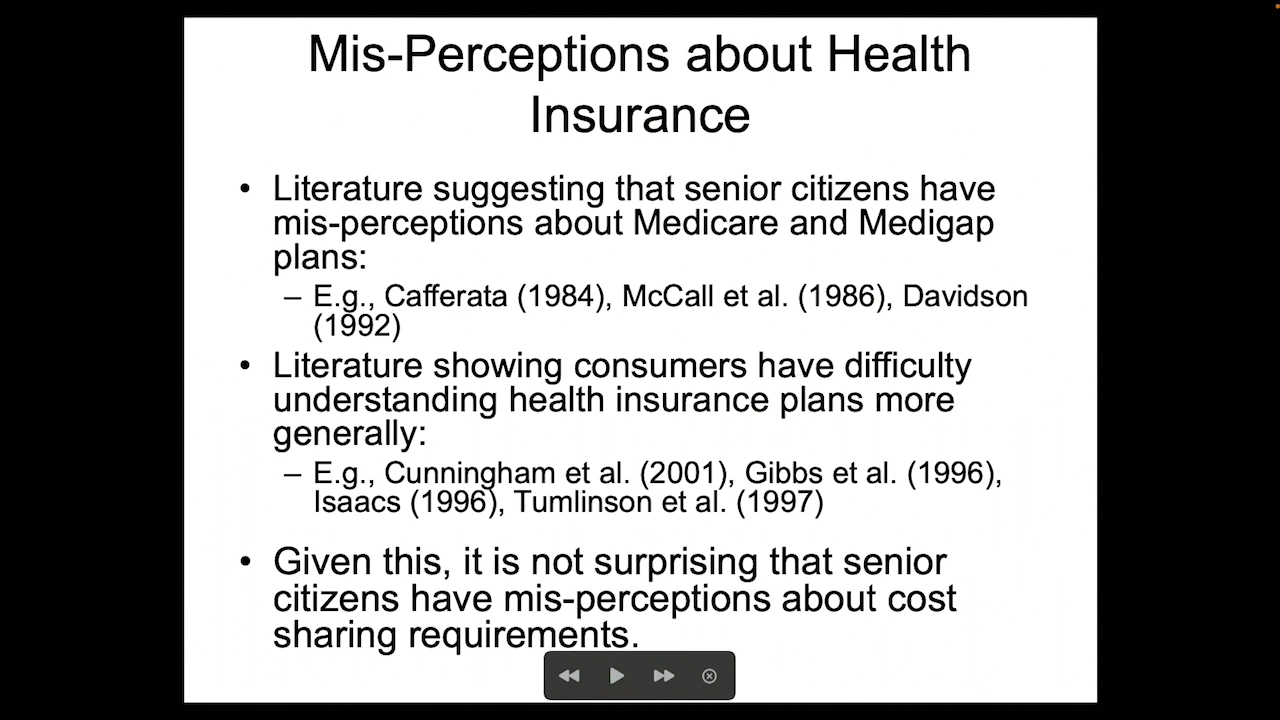 Mis-Perceptions about Health
Insurance
• Literature suggesting that senior citizens have
mis-perceptions about Medicare and Medigap
plans:
– E.g., Cafferata (1984), McCall et al. (1986), Davidson
(1992)
• Literature showing consumers have difficulty
understanding health insurance plans more
generally:
– E.g., Cunningham et al. (2001), Gibbs et al. (1996),
Isaacs (1996), Tumlinson et al. (1997)
• Given this, it is not surprising that senior
citizens have mis-perceptions about cost
sharing requirements.